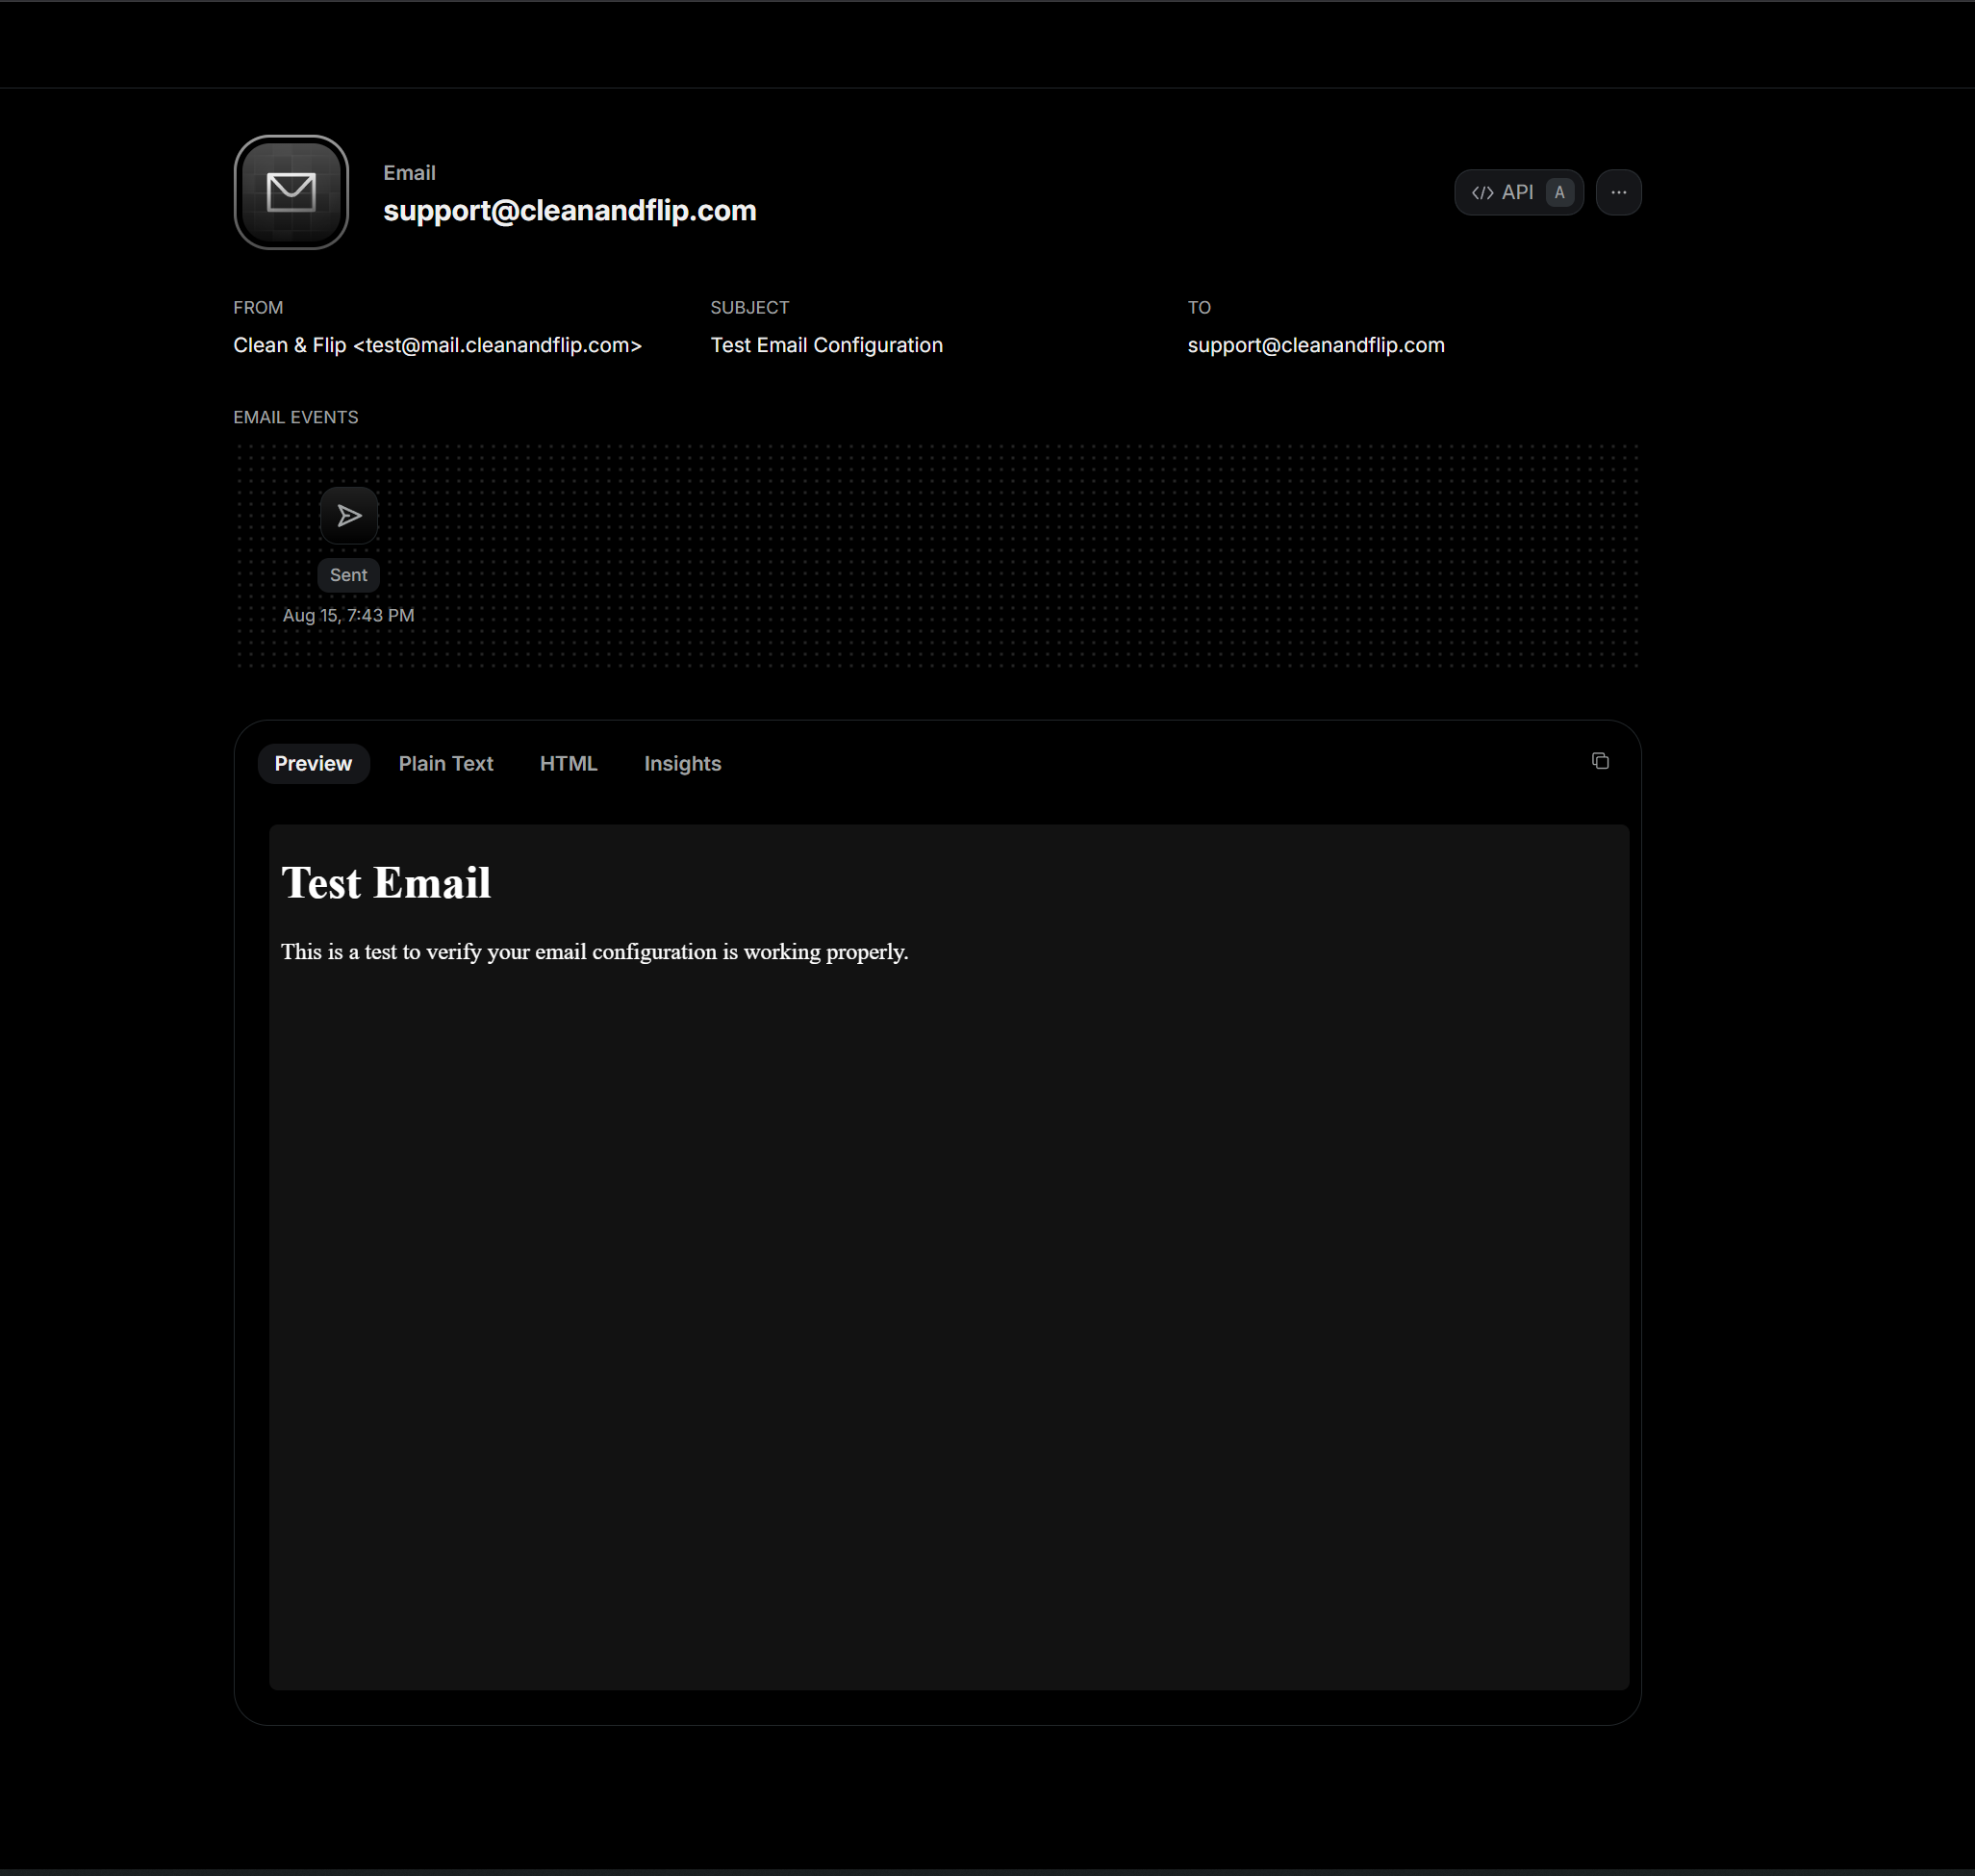 Email
support@cleanandflip.com
API A
FROM
Clean & Flip <test@mail.cleanandflip.com>
SUBJECT
Test Email Configuration
TO
support@cleanandflip.com
EMAIL EVENTS
Sent
Aug 15, 7:43 PM
Preview
Plain Text
HTML
Insights
Test Email
This is a test to verify your email configuration is working properly.